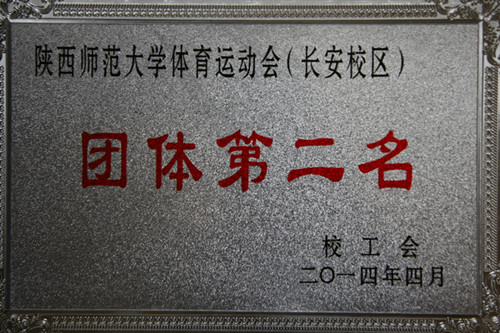 陕西师范大学体育运动会（长安校区）
团体第二名
校工会
二〇一四年四月